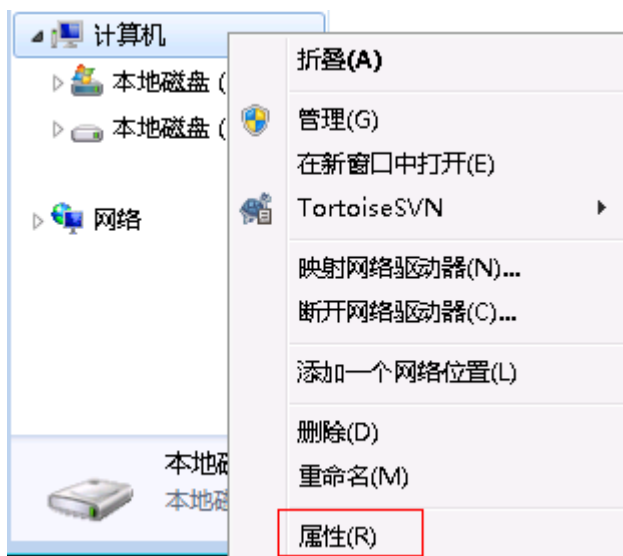 计算机
本地磁盘 (
本地磁盘 (
网络
折叠(A)
管理(G)
在新窗口中打开(E)
TortoiseSVN
映射网络驱动器(N)...
断开网络驱动器(C)...
添加一个网络位置(L)
删除(D)
重命名(M)
属性(R)
本地磁
本地磁